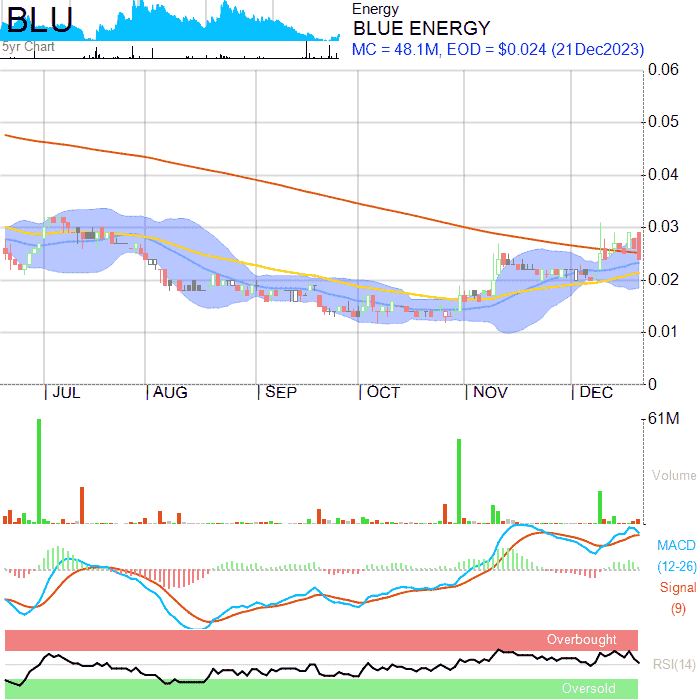 BLU
5yr Chart
Energy
BLUE ENERGY
MC = 48.1M, EOD = $0.024 (21Dec2023)
0.06
0.05
0.04
0.03
0.02
0.01
0
JUL AUG SEP OCT NOV DEC
61M
Volume
MACD
(12-26)
Signal
(9)
Overbought
RSI(14)
Oversold